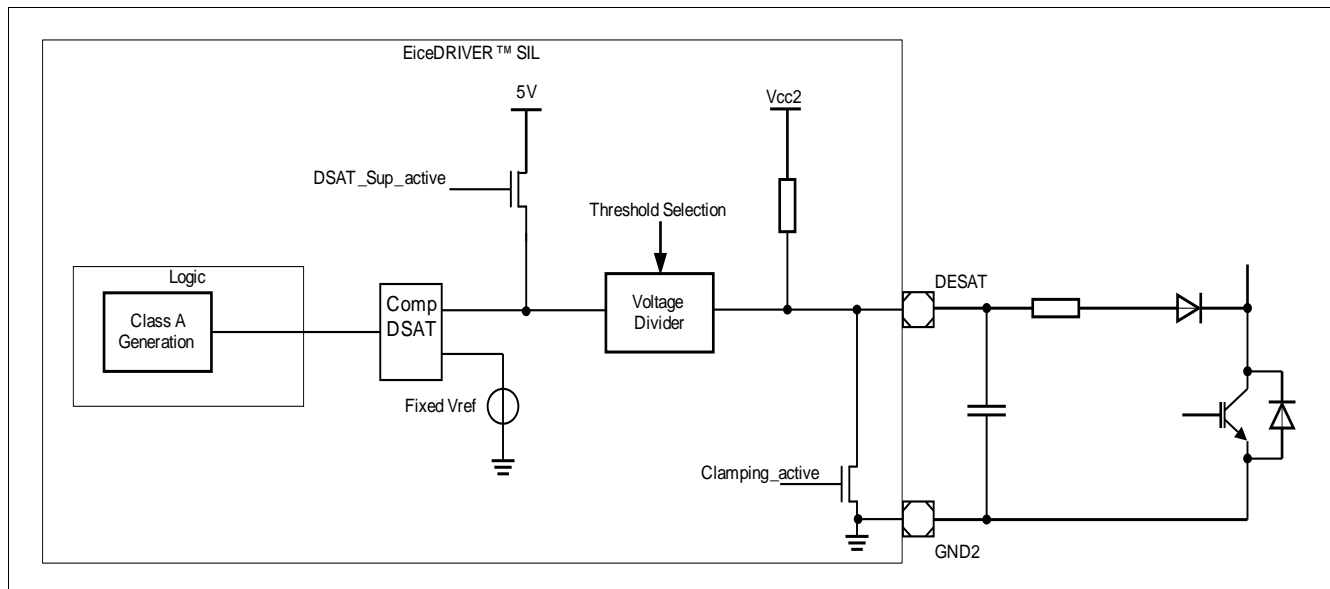 EiceDRIVER™ SIL
5V
Vcc2
DSAT_Sup_active
Threshold Selection
Logic
DESAT
Class A
Generation
Comp
DSAT
Voltage
Divider
Fixed Vref
Clamping_active
GND2